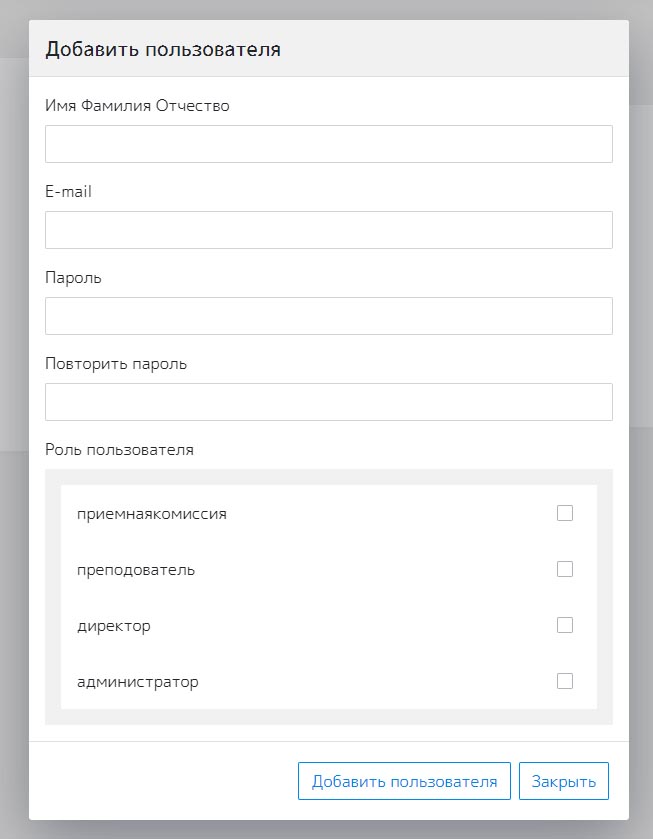 Добавить пользователя
Имя Фамилия Отчество
E-mail
Пароль
Повторить пароль
Роль пользователя
приемнаякомиссия
преподователь
директор
администратор
Добавить пользователя Закрыть